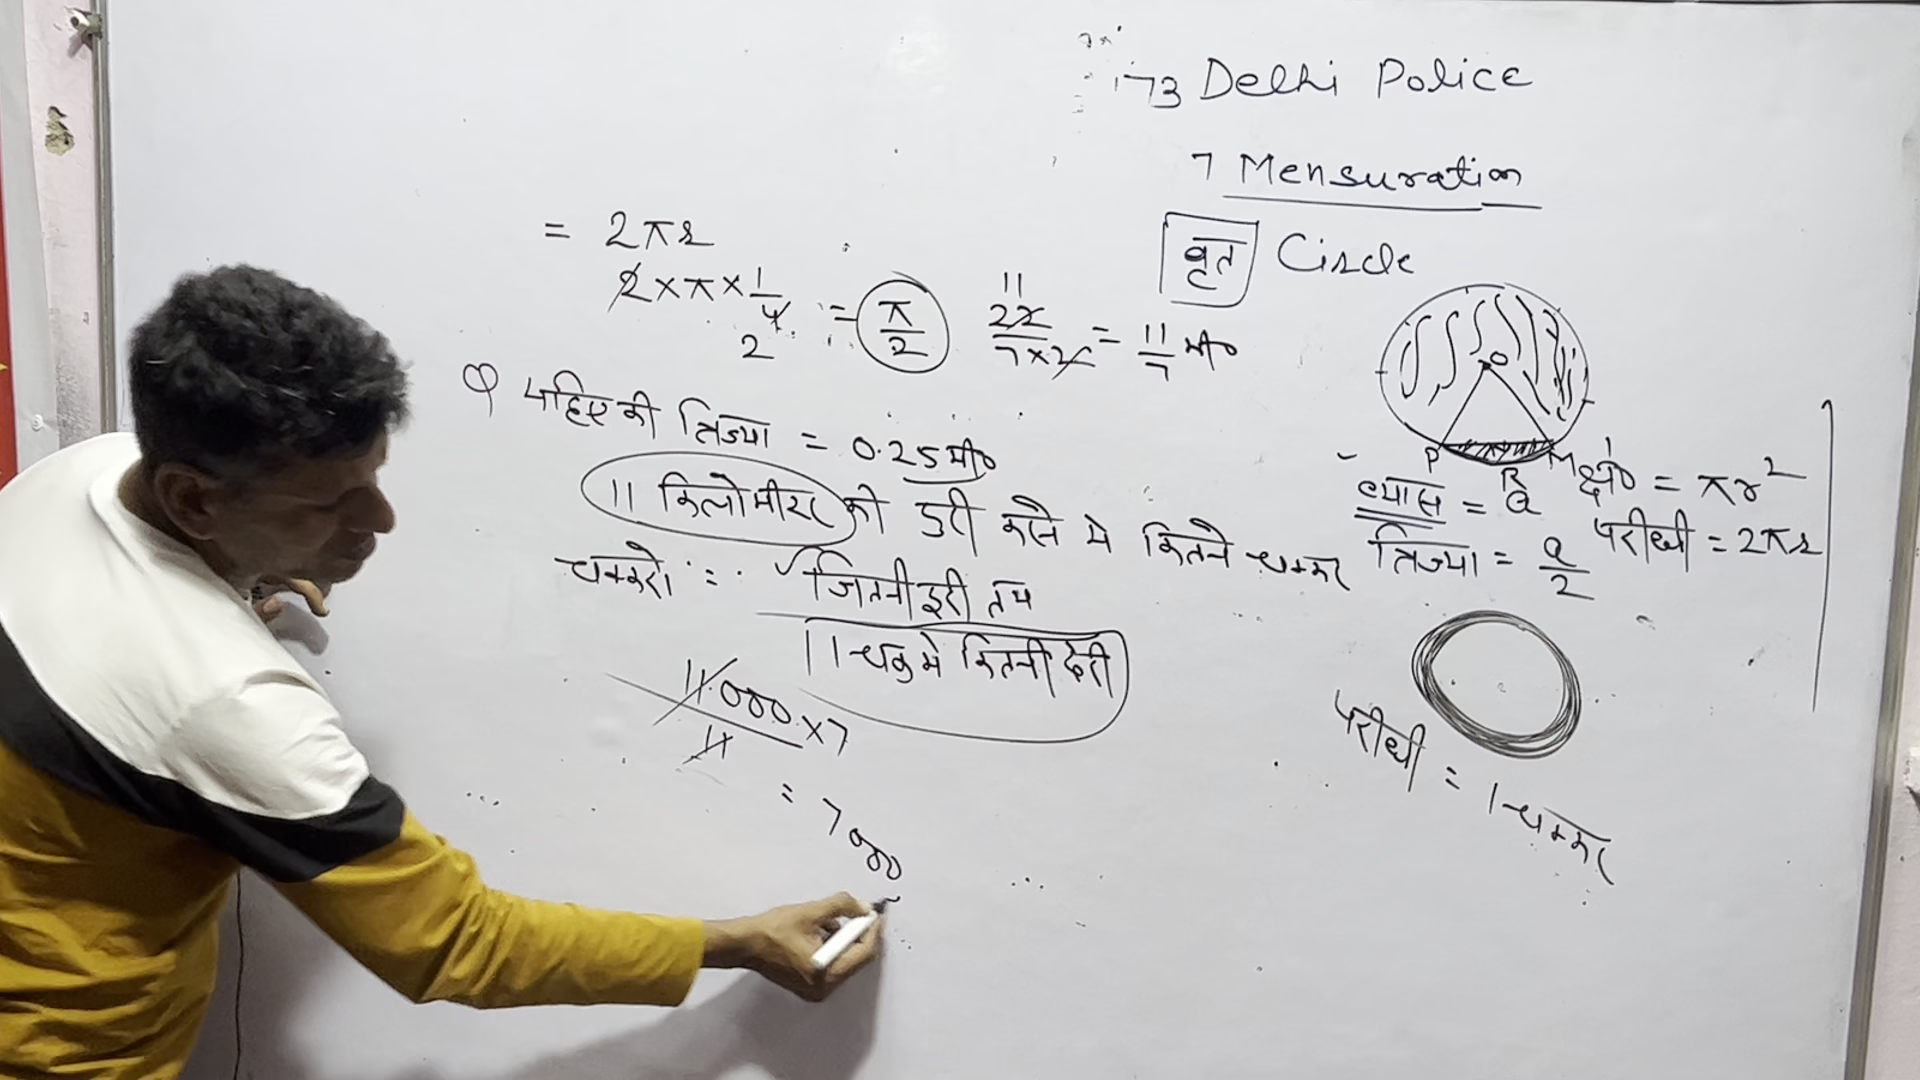 173 Delhi Police
7 Mensuration
वृत Circle
= 2πr
2×π×1/4 = π/2
2
11
22/7×2 = 11/7 मी०
O
P R M
Q पहिए की त्रिज्या = 0.25 मी०
11 किलोमीटर की दुरी करने मे कितने चक्कर
चक्करो = जितनी दुरी तय
1 चक्र मे कितनी दुरी
11000×7
11
= 7000
व्यास = a
त्रिज्या = a/2
क्षे० = πr²
परीधी = 2πr
परीधी = 1 चक्कर